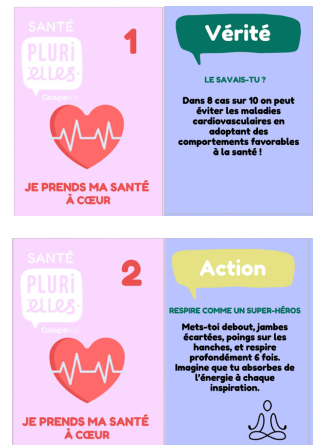 SANTÉ
PLURI
ELLES.
1
JE PRENDS MA SANTÉ
À CŒUR
Vérité
LE SAVAIS-TU ?
Dans 8 cas sur 10 on peut
éviter les maladies
cardiovasculaires en
adoptant des
comportements favorables
à la santé !
SANTÉ
PLURI
ELLES.
2
JE PRENDS MA SANTÉ
À CŒUR
Action
RESPIRE COMME UN SUPER-HÉROS
Mets-toi debout, jambes
écartées, poings sur les
hanches, et respire
profondément 6 fois.
Imagine que tu absorbes de
l'énergie à chaque
inspiration.